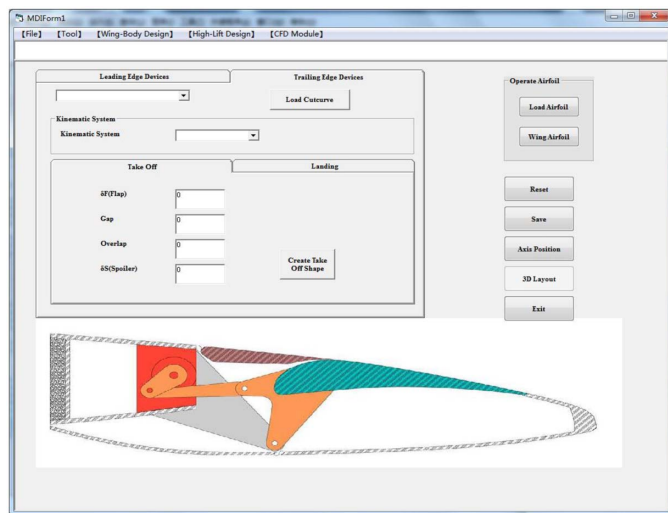 MDIForm1
【File】 【Tool】 【Wing-Body Design】 【High-Lift Design】 【CFD Module】
Leading Edge Devices
Trailing Edge Devices
Load Cutcurve
Kinematic System
Kinematic System
Take Off
Landing
δF(Flap)
0
Gap
0
Overlap
0
δS(Spoiler)
0
Create Take
Off Shape
Operate Airfoil
Load Airfoil
Wing Airfoil
Reset
Save
Axis Position
3D Layout
Exit